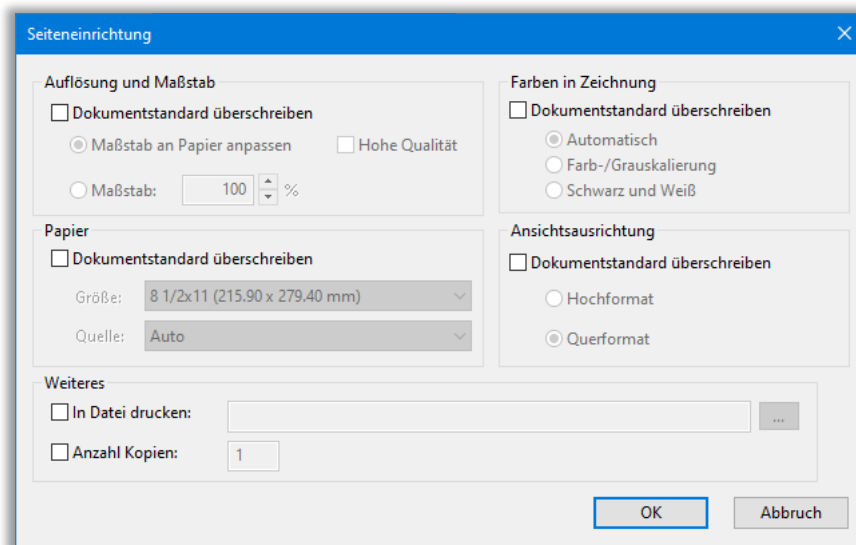 Seiteneinrichtung
Auflösung und Maßstab
Dokumentstandard überschreiben
Maßstab an Papier anpassen Hohe Qualität
Maßstab: 100 %
Farben in Zeichnung
Dokumentstandard überschreiben
Automatisch
Farb-/Grauskalierung
Schwarz und Weiß
Papier
Dokumentstandard überschreiben
Größe: 8 1/2x11 (215.90 x 279.40 mm)
Quelle: Auto
Ansichtsausrichtung
Dokumentstandard überschreiben
Hochformat
Querformat
Weiteres
In Datei drucken: ...
Anzahl Kopien: 1
OK Abbruch